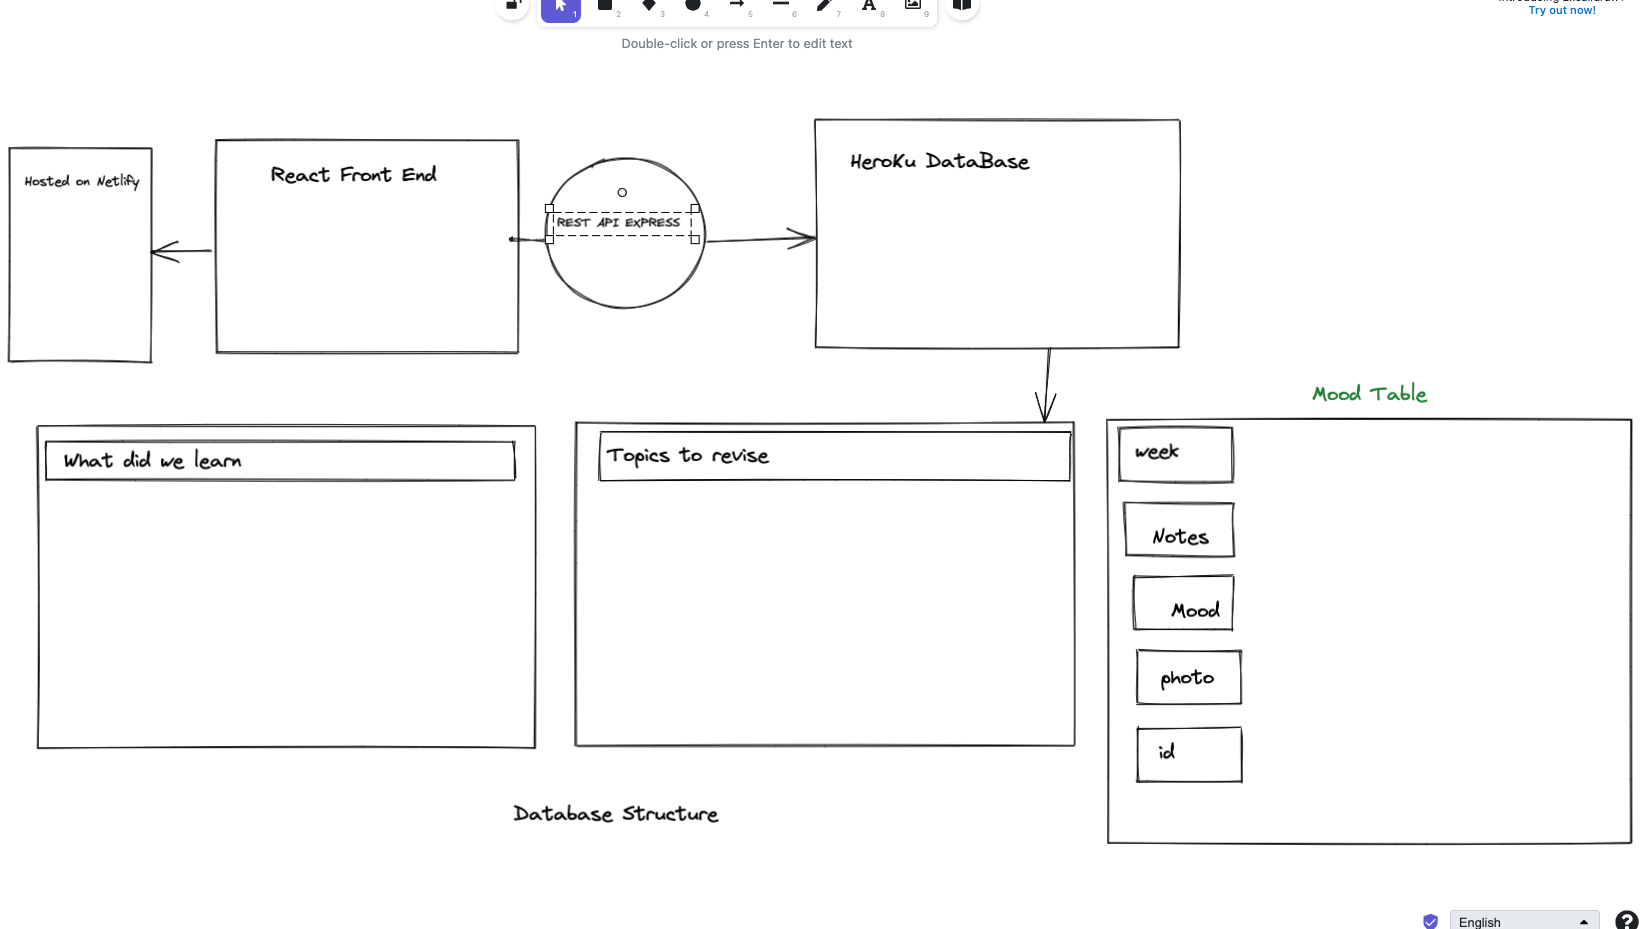 1 2 3 4 5 6 7 8 9
Try out now!
Double-click or press Enter to edit text
Hosted on Netlify
React Front End
REST API EXPRESS
HeroKu DataBase
Mood Table
What did we learn
Topics to revise
week
Notes
Mood
photo
id
Database Structure
English
?